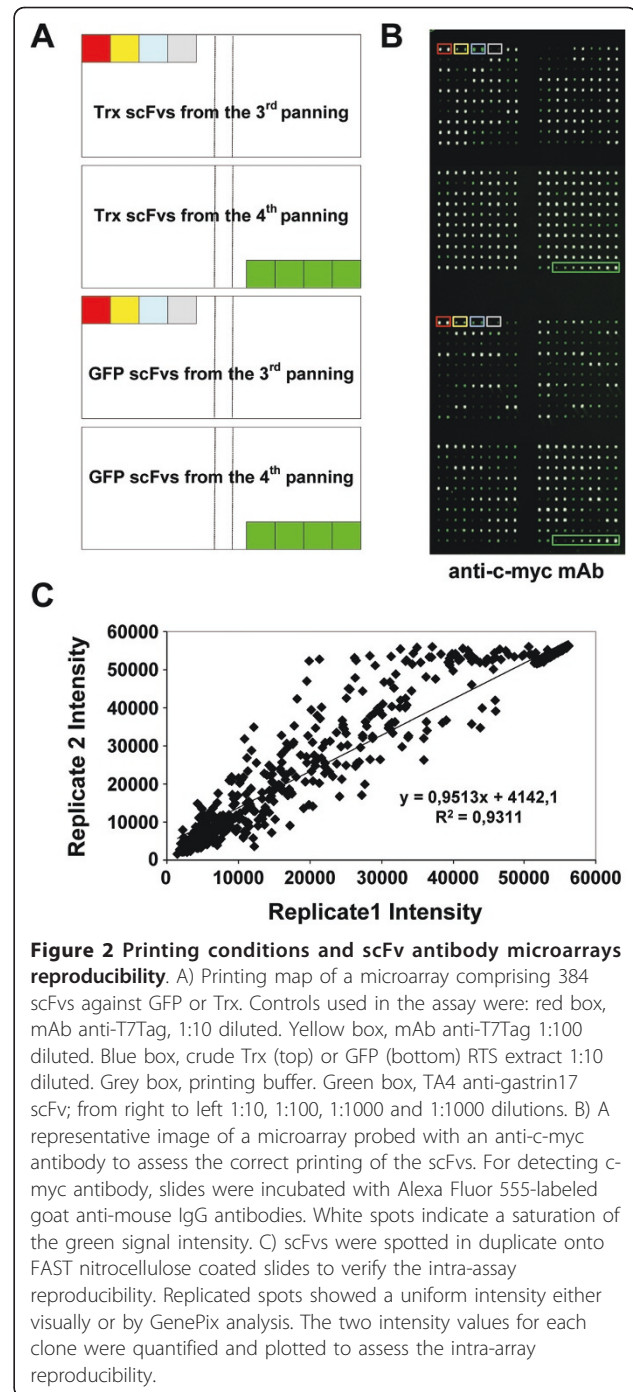 A
B
Trx scFvs from the 3rd panning
Trx scFvs from the 4th panning
GFP scFvs from the 3rd panning
GFP scFvs from the 4th panning
anti-c-myc mAb
C
60000
50000
40000
30000
20000
10000
0
Replicate 2 Intensity
y = 0,9513x + 4142,1
R2 = 0,9311
0 10000 20000 30000 40000 50000 60000
Replicate1 Intensity
Figure 2 Printing conditions and scFv antibody microarrays
reproducibility. A) Printing map of a microarray comprising 384
scFvs against GFP or Trx. Controls used in the assay were: red box,
mAb anti-T7Tag, 1:10 diluted. Yellow box, mAb anti-T7Tag 1:100
diluted. Blue box, crude Trx (top) or GFP (bottom) RTS extract 1:10
diluted. Grey box, printing buffer. Green box, TA4 anti-gastrin17
scFv; from right to left 1:10, 1:100, 1:1000 and 1:1000 dilutions. B) A
representative image of a microarray probed with an anti-c-myc
antibody to assess the correct printing of the scFvs. For detecting c-
myc antibody, slides were incubated with Alexa Fluor 555-labeled
goat anti-mouse IgG antibodies. White spots indicate a saturation of
the green signal intensity. C) scFvs were spotted in duplicate onto
FAST nitrocellulose coated slides to verify the intra-assay
reproducibility. Replicated spots showed a uniform intensity either
visually or by GenePix analysis. The two intensity values for each
clone were quantified and plotted to assess the intra-array
reproducibility.